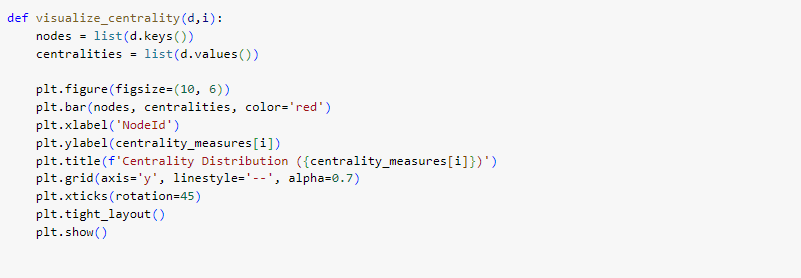 def visualize_centrality(d,i):
    nodes = list(d.keys())
    centralities = list(d.values())

    plt.figure(figsize=(10, 6))
    plt.bar(nodes, centralities, color='red')
    plt.xlabel('NodeId')
    plt.ylabel(centrality_measures[i])
    plt.title(f'Centrality Distribution ({centrality_measures[i]})')
    plt.grid(axis='y', linestyle='--', alpha=0.7)
    plt.xticks(rotation=45)
    plt.tight_layout()
    plt.show()